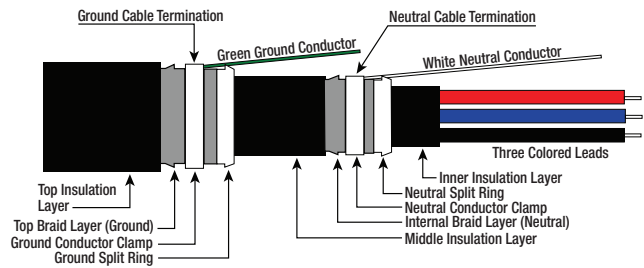 Ground Cable Termination
Neutral Cable Termination
Green Ground Conductor
White Neutral Conductor
Three Colored Leads
Top Insulation
Layer
Top Braid Layer (Ground)
Ground Conductor Clamp
Ground Split Ring
Inner Insulation Layer
Neutral Split Ring
Neutral Conductor Clamp
Internal Braid Layer (Neutral)
Middle Insulation Layer